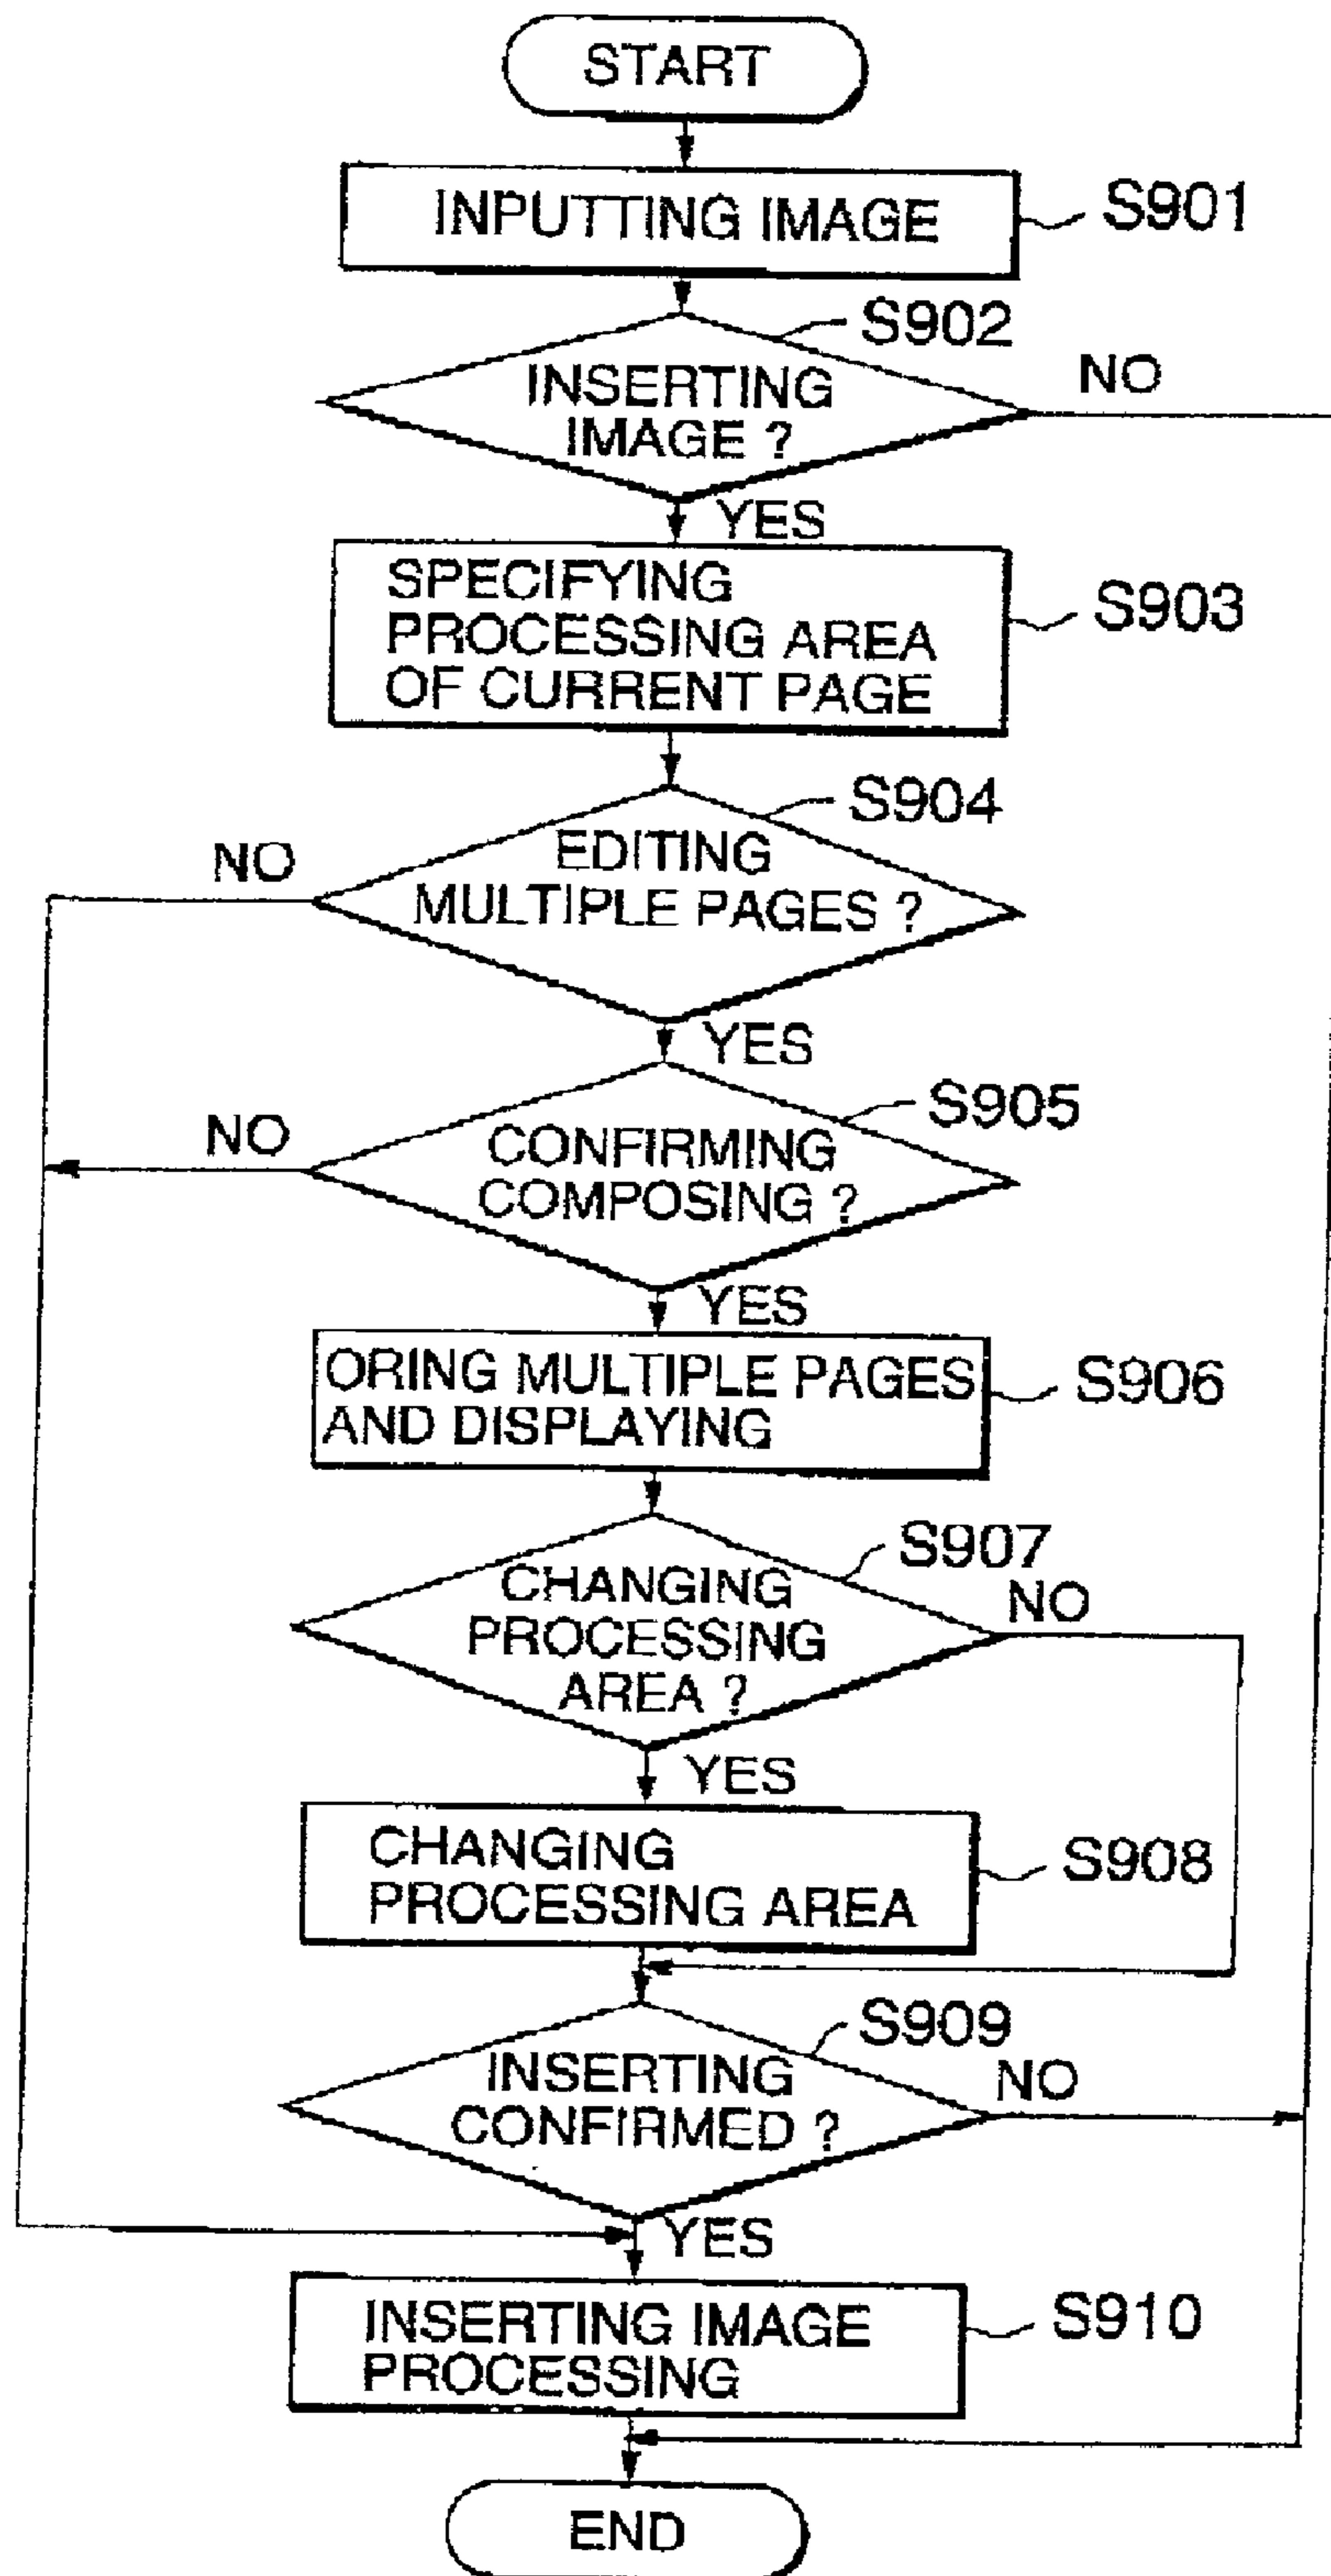 START
INPUTTING IMAGE
S901
S902
INSERTING
IMAGE ?
NO
YES
SPECIFYING
PROCESSING AREA
OF CURRENT PAGE
S903
S904
NO
EDITING
MULTIPLE PAGES ?
YES
S905
NO
CONFIRMING
COMPOSING ?
YES
ORING MULTIPLE PAGES
AND DISPLAYING
S906
S907
CHANGING
PROCESSING
AREA ?
NO
YES
CHANGING
PROCESSING AREA
S908
S909
INSERTING
CONFIRMED ?
NO
YES
INSERTING IMAGE
PROCESSING
S910
END